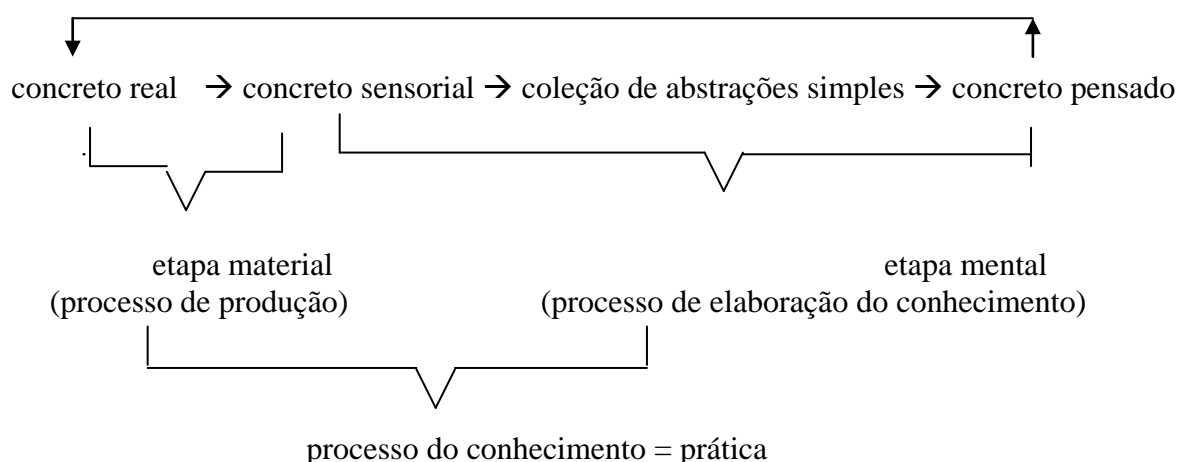 concreto real → concreto sensorial → coleção de abstrações simples → concreto pensado
etapa material etapa mental
(processo de produção) (processo de elaboração do conhecimento)
processo do conhecimento = prática